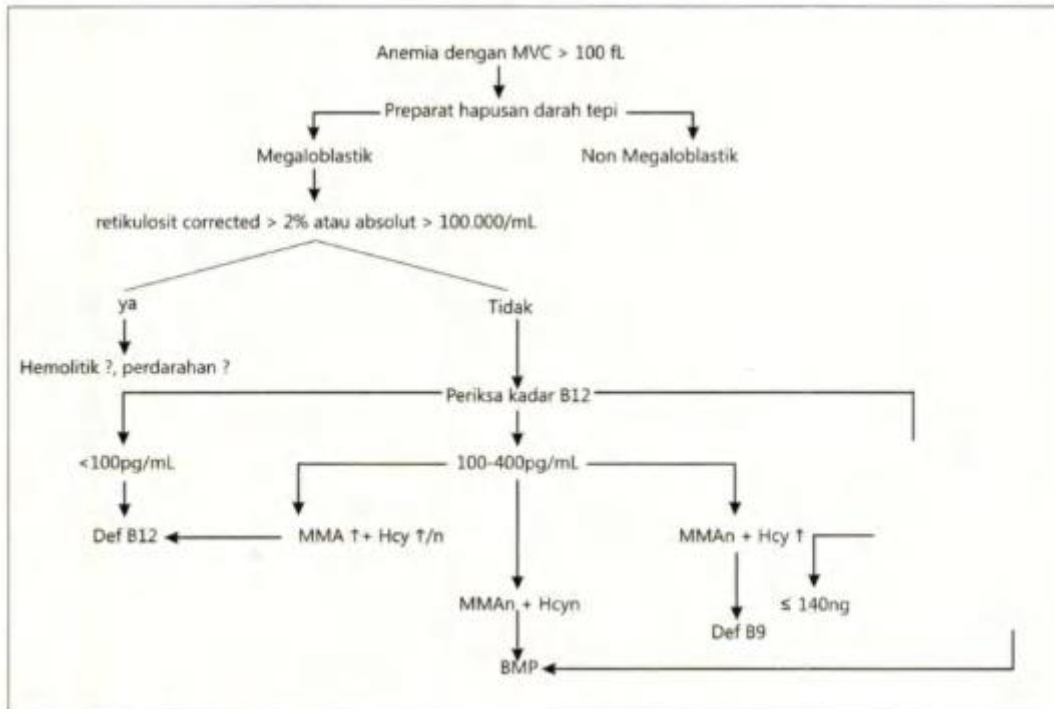 Anemia dengan MVC > 100 fL
Preparat hapusan darah tepi
Megaloblastik
Non Megaloblastik
retikulosit corrected > 2% atau absolut > 100.000/mL
ya
Tidak
Hemolitik ?, perdarahan ?
Periksa kadar B12
<100pg/mL
100-400pg/mL
Def B12
MMA ↑+ Hcy ↑/n
MMAn + Hcy ↑
MMAn + Hcyn
≤ 140ng
Def B9
BMP